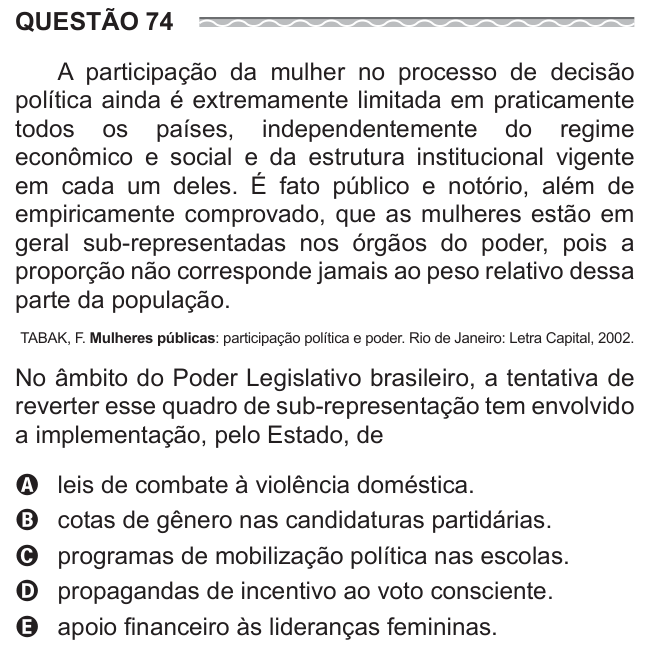 QUESTÃO 74
A participação da mulher no processo de decisão
política ainda é extremamente limitada em praticamente
todos os países, independentemente do regime
econômico e social e da estrutura institucional vigente
em cada um deles. É fato público e notório, além de
empiricamente comprovado, que as mulheres estão em
geral sub-representadas nos órgãos do poder, pois a
proporção não corresponde jamais ao peso relativo dessa
parte da população.
TABAK, F. Mulheres públicas: participação política e poder. Rio de Janeiro: Letra Capital, 2002.
No âmbito do Poder Legislativo brasileiro, a tentativa de
reverter esse quadro de sub-representação tem envolvido
a implementação, pelo Estado, de
A leis de combate à violência doméstica.
B cotas de gênero nas candidaturas partidárias.
C programas de mobilização política nas escolas.
D propagandas de incentivo ao voto consciente.
E apoio financeiro às lideranças femininas.